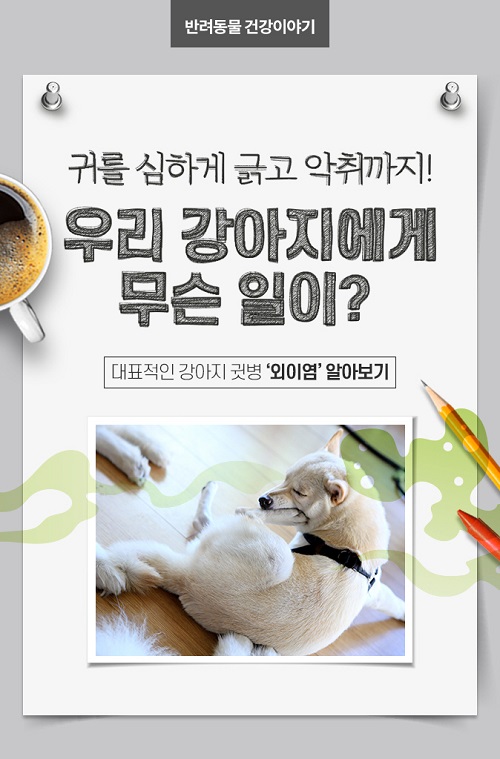 반려동물 건강이야기
귀를 심하게 긁고 악취까지!
우리 강아지에게
무슨 일이?
대표적인 강아지 귓병 ‘외이염’ 알아보기